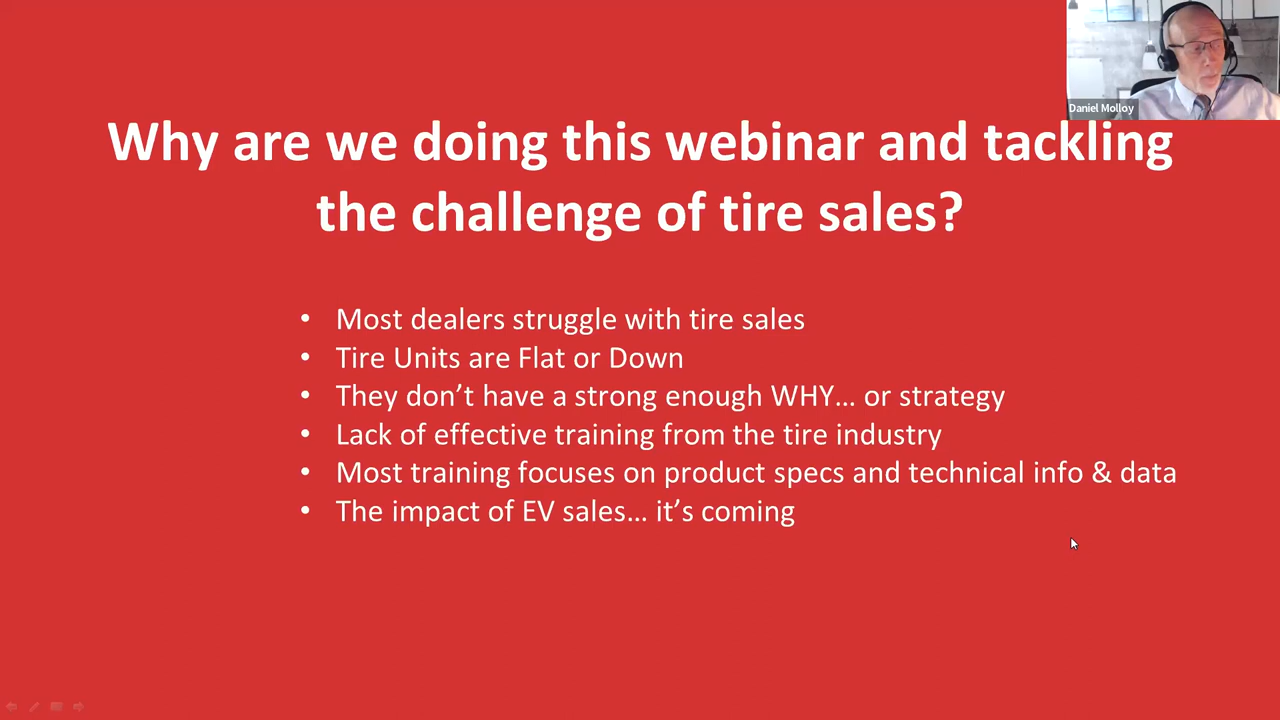 Daniel Molloy
Why are we doing this webinar and tackling
the challenge of tire sales?
• Most dealers struggle with tire sales
• Tire Units are Flat or Down
• They don’t have a strong enough WHY… or strategy
• Lack of effective training from the tire industry
• Most training focuses on product specs and technical info & data
• The impact of EV sales… it’s coming